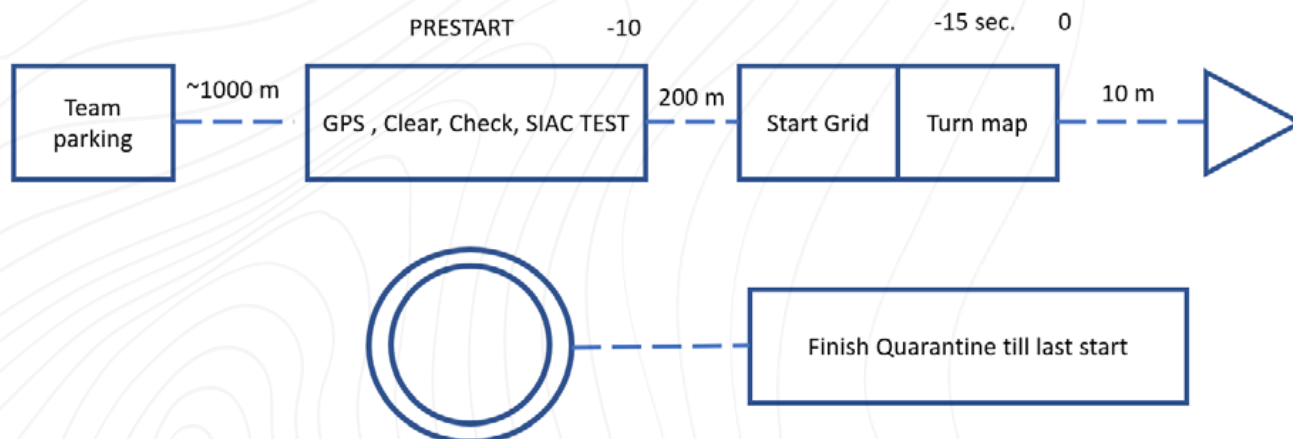 PRESTART -10 -15 sec. 0
Team
parking
~1000 m
GPS , Clear, Check, SIAC TEST
200 m
Start Grid
Turn map
10 m
Finish Quarantine till last start